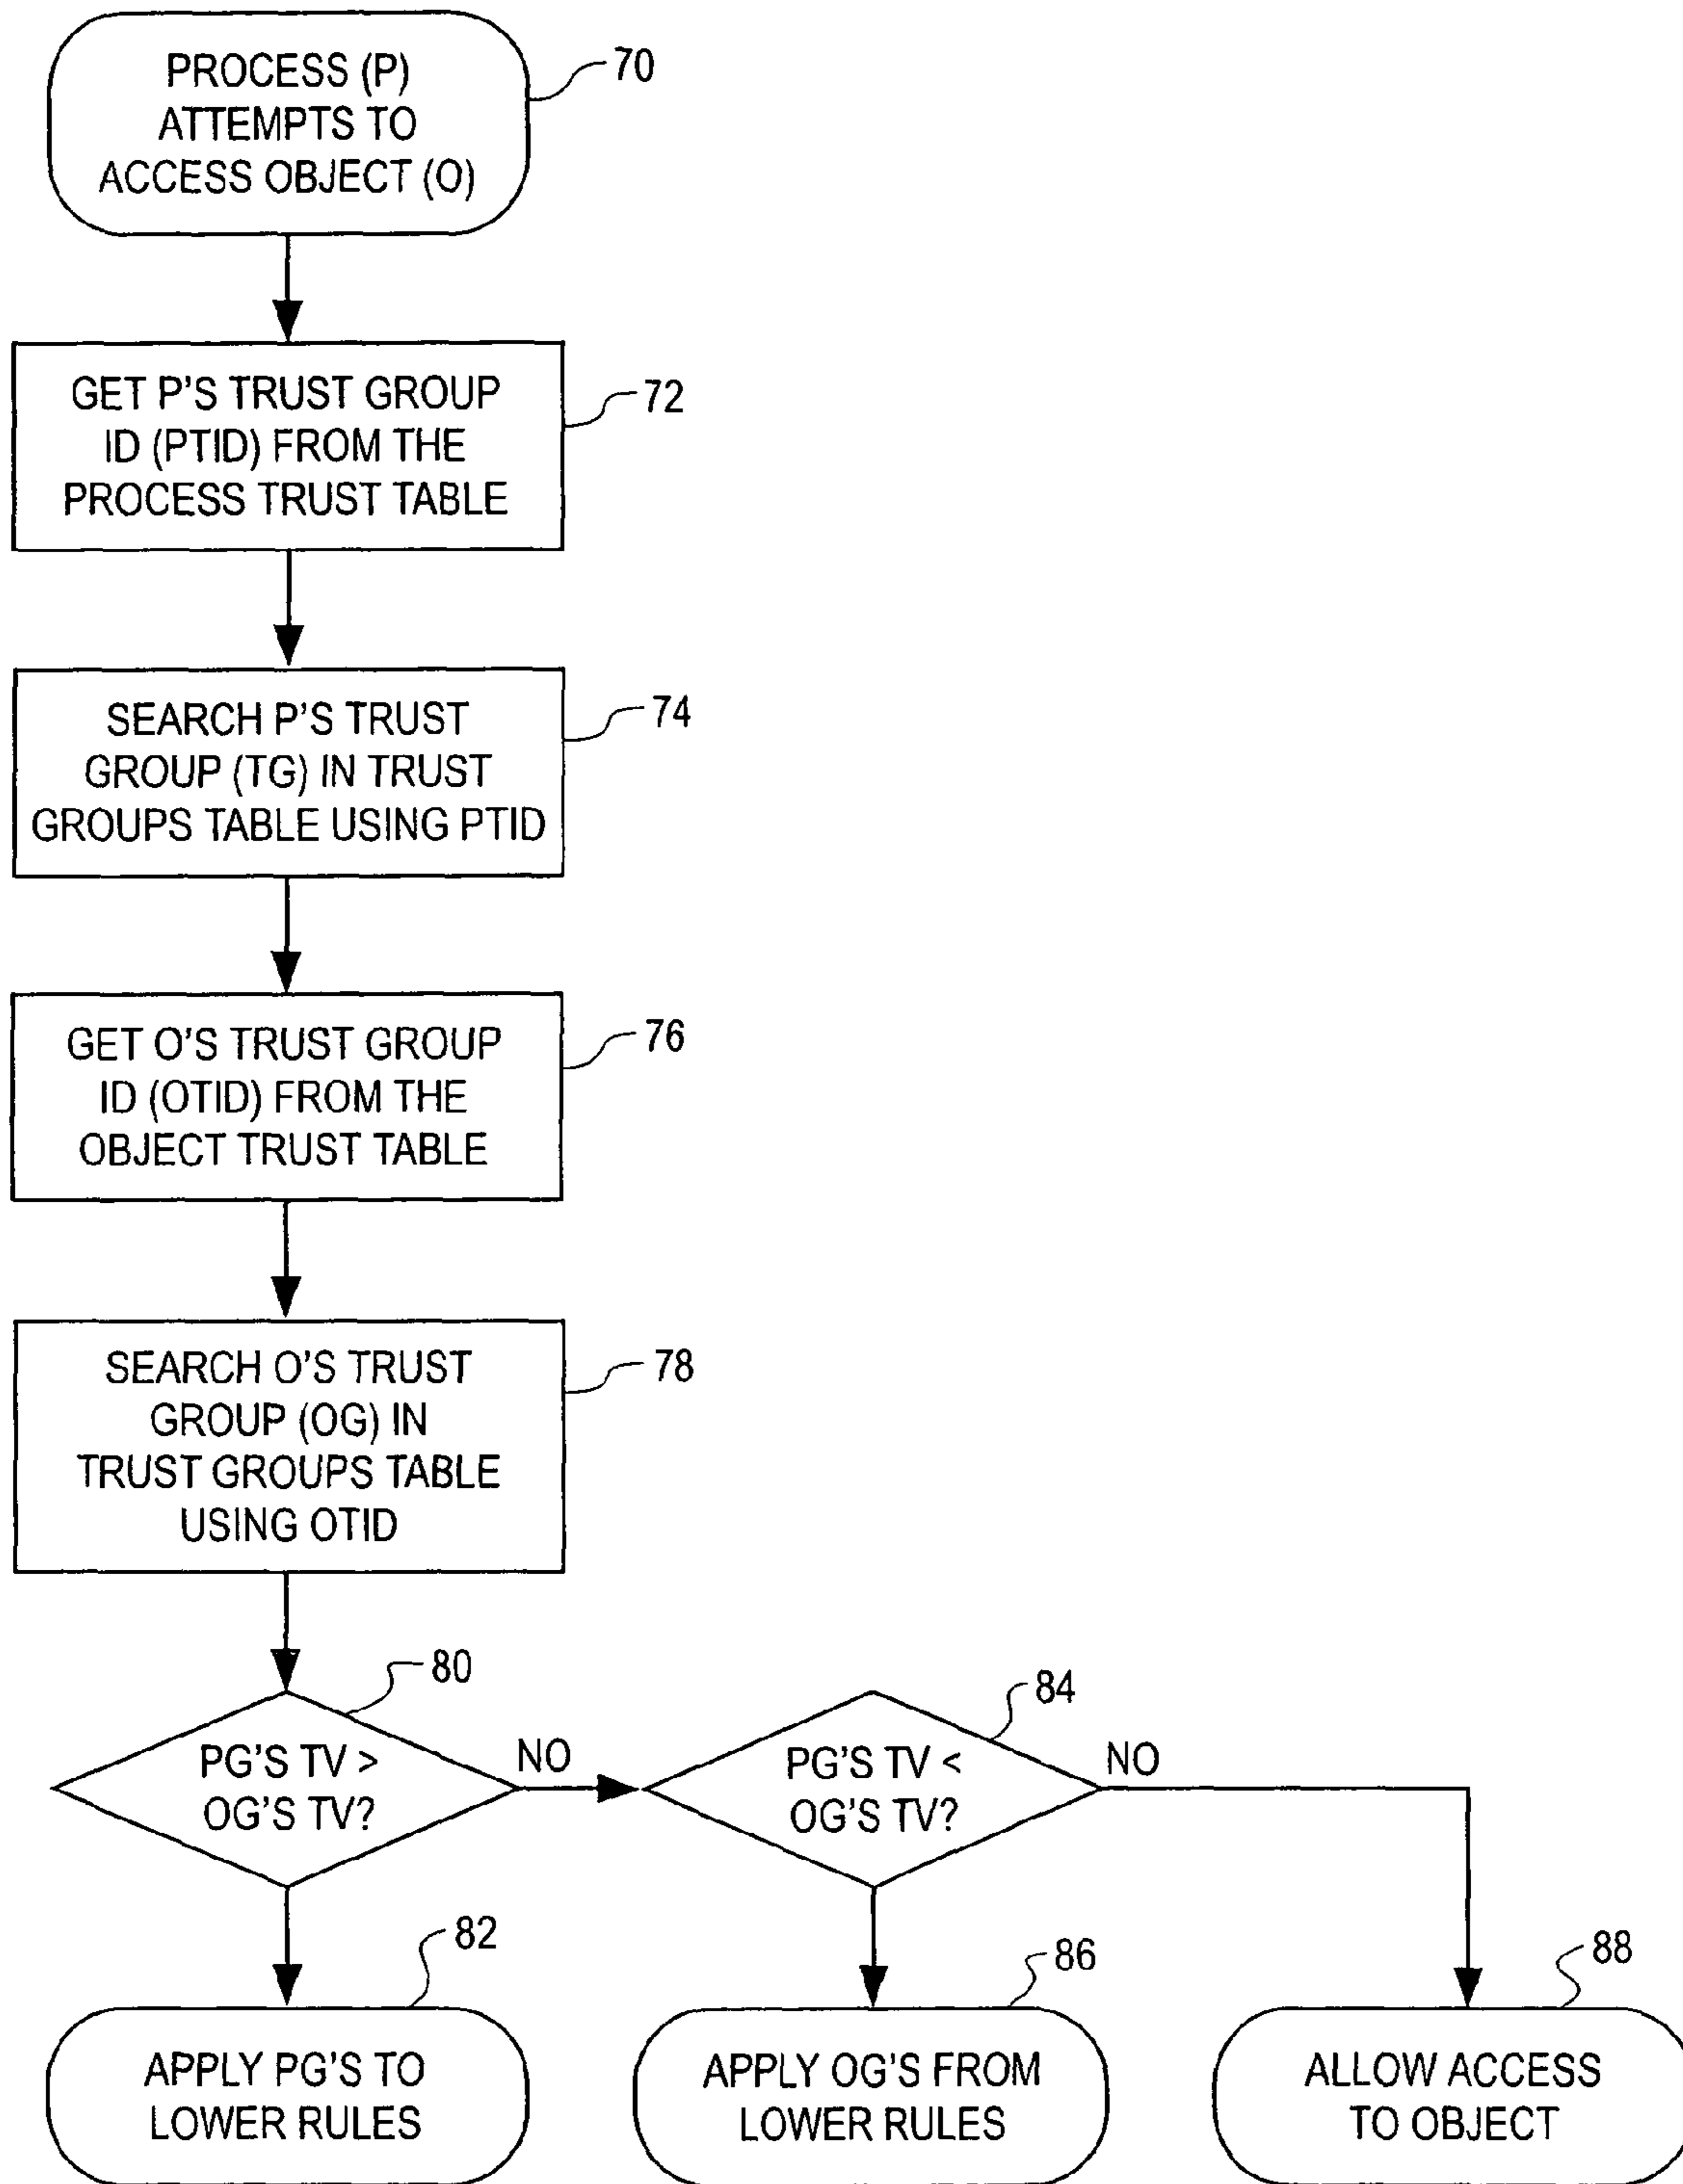 PROCESS (P)
ATTEMPTS TO
ACCESS OBJECT (O)
70
GET P'S TRUST GROUP
ID (PTID) FROM THE
PROCESS TRUST TABLE
72
SEARCH P'S TRUST
GROUP (TG) IN TRUST
GROUPS TABLE USING PTID
74
GET O'S TRUST GROUP
ID (OTID) FROM THE
OBJECT TRUST TABLE
76
SEARCH O'S TRUST
GROUP (OG) IN
TRUST GROUPS TABLE
USING OTID
78
80
PG'S TV >
OG'S TV?
NO
84
PG'S TV <
OG'S TV?
NO
82
APPLY PG'S TO
LOWER RULES
86
APPLY OG'S FROM
LOWER RULES
88
ALLOW ACCESS
TO OBJECT